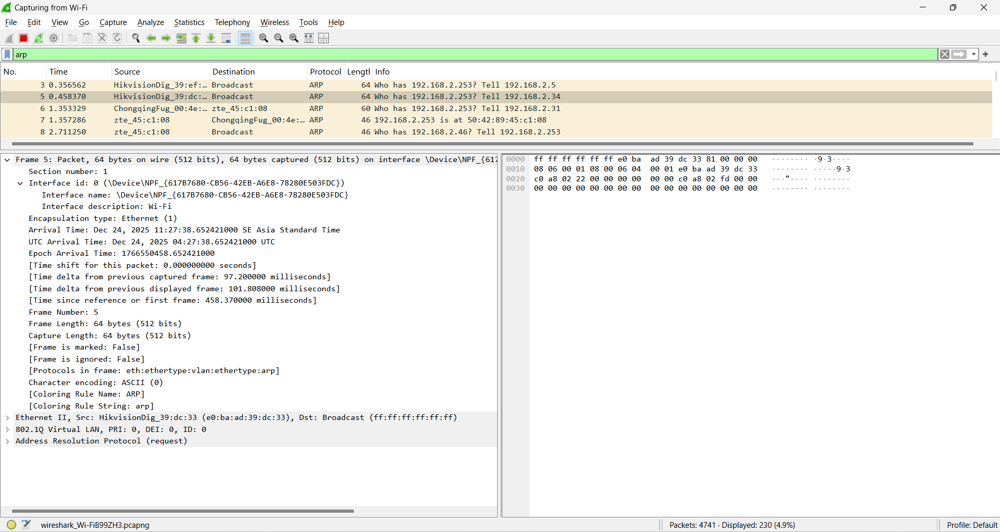 Capturing from Wi-Fi
File Edit View Go Capture Analyze Statistics Telephony Wireless Tools Help
arp
No. Time Source Destination Protocol Length Info
3 0.356562 HikvisionDig_39:ef:… Broadcast ARP 64 Who has 192.168.2.253? Tell 192.168.2.5
5 0.458370 HikvisionDig_39:dc:… Broadcast ARP 64 Who has 192.168.2.253? Tell 192.168.2.34
6 1.353329 ChongqingFug_00:4e:… zte_45:c1:08 ARP 60 Who has 192.168.2.253? Tell 192.168.2.31
7 1.357286 zte_45:c1:08 ChongqingFug_00:4e:… ARP 46 192.168.2.253 is at 50:42:89:45:c1:08
8 2.711250 zte_45:c1:08 Broadcast ARP 46 Who has 192.168.2.46? Tell 192.168.2.253
Frame 5: Packet, 64 bytes on wire (512 bits), 64 bytes captured (512 bits) on interface \Device\NPF_{617
Section number: 1
Interface id: 0 (\Device\NPF_{617B7680-CB56-42EB-A6E8-78280E503FDC})
Interface name: \Device\NPF_{617B7680-CB56-42EB-A6E8-78280E503FDC}
Interface description: Wi-Fi
Encapsulation type: Ethernet (1)
Arrival Time: Dec 24, 2025 11:27:38.652421000 SE Asia Standard Time
UTC Arrival Time: Dec 24, 2025 04:27:38.652421000 UTC
Epoch Arrival Time: 1766550458.652421000
[Time shift for this packet: 0.000000000 seconds]
[Time delta from previous captured frame: 97.200000 milliseconds]
[Time delta from previous displayed frame: 101.808000 milliseconds]
[Time since reference or first frame: 458.370000 milliseconds]
Frame Number: 5
Frame Length: 64 bytes (512 bits)
Capture Length: 64 bytes (512 bits)
[Frame is marked: False]
[Frame is ignored: False]
[Protocols in frame: eth:ethertype:vlan:ethertype:arp]
Character encoding: ASCII (0)
[Coloring Rule Name: ARP]
[Coloring Rule String: arp]
Ethernet II, Src: HikvisionDig_39:dc:33 (e0:ba:ad:39:dc:33), Dst: Broadcast (ff:ff:ff:ff:ff:ff)
802.1Q Virtual LAN, PRI: 0, DEI: 0, ID: 0
Address Resolution Protocol (request)
0000 ff ff ff ff ff ff e0 ba ad 39 dc 33 81 00 00 00 ········ ·9·3····
0010 08 06 00 01 08 00 06 04 00 01 e0 ba ad 39 dc 33 ········ ·····9·3
0020 c0 a8 02 22 00 00 00 00 00 00 c0 a8 02 fd 00 00 ···"···· ········
0030 00 00 00 00 00 00 00 00 00 00 00 00 00 00 00 00 ········ ········
wireshark_Wi-FiB99ZH3.pcapng
Packets: 4741 · Displayed: 230 (4.9%)
Profile: Default